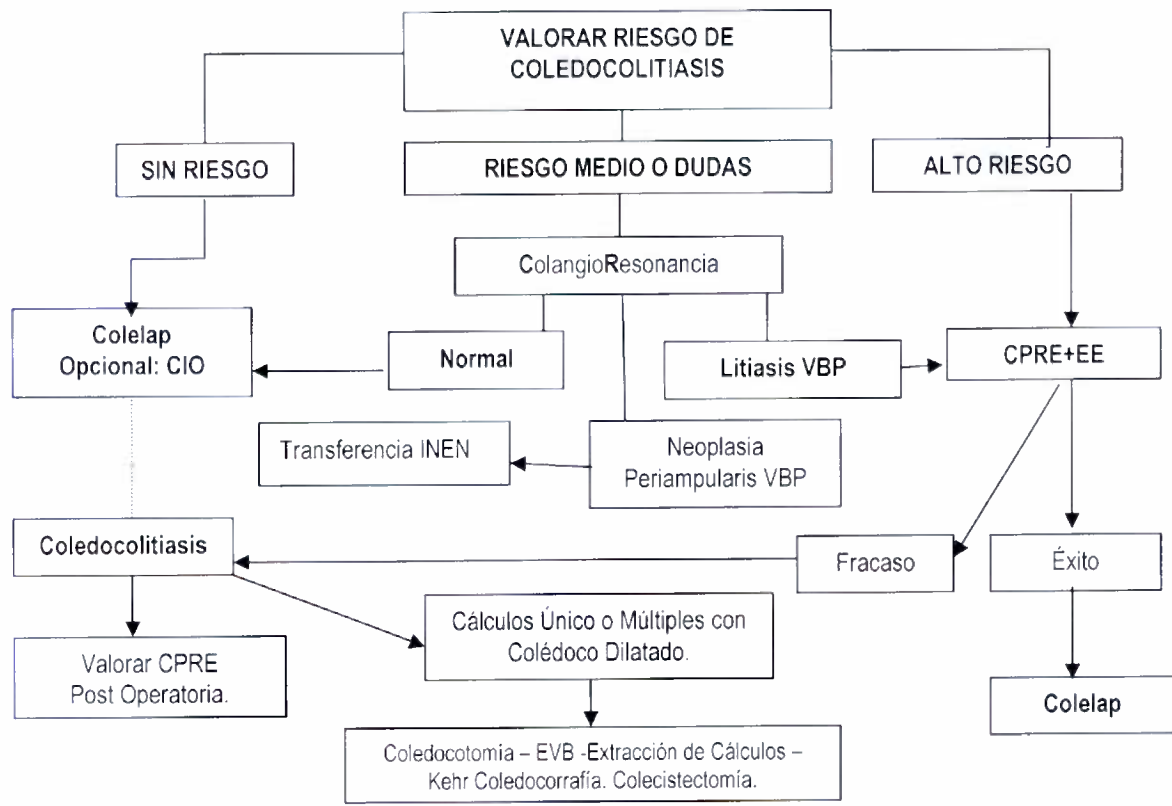 VALORAR RIESGO DE
COLEDOCOLITIASIS
SIN RIESGO
RIESGO MEDIO O DUDAS
ALTO RIESGO
ColangioResonancia
Colelap
Opcional: CIO
Normal
Litiasis VBP
CPRE+EE
Transferencia INEN
Neoplasia
Periampularis VBP
Coledocolitiasis
Fracaso
Éxito
Cálculos Único o Múltiples con
Colédoco Dilatado.
Valorar CPRE
Post Operatoria.
Colelap
Coledocotomia – EVB -Extracción de Cálculos –
Kehr Coledocorrafía. Colecistectomía.